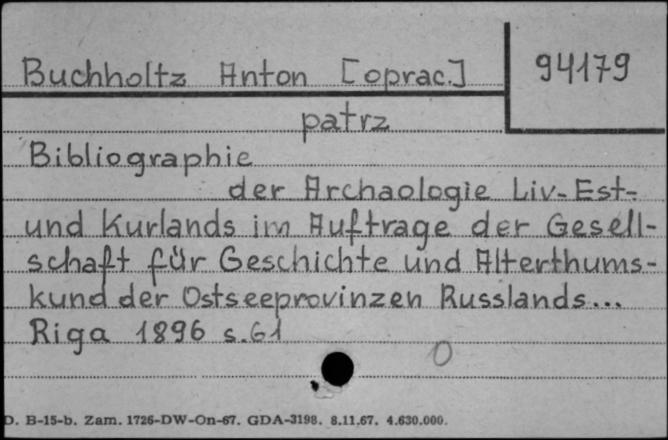 Buchholtz Anton [oprac.]
94179
patrz
Bibliographie
der Archaologie Liv-Est-
und Kurlands im Auftrage der Gesell-
schaft für Geschichte und Alterthums-
kund der Ostseeprovinzen Russlands...
Riga 1896 s.61
O
D. B-15-b. Zam. 1726-DW-On-67. GDA-3198. 8.11.67. 4.630.000.